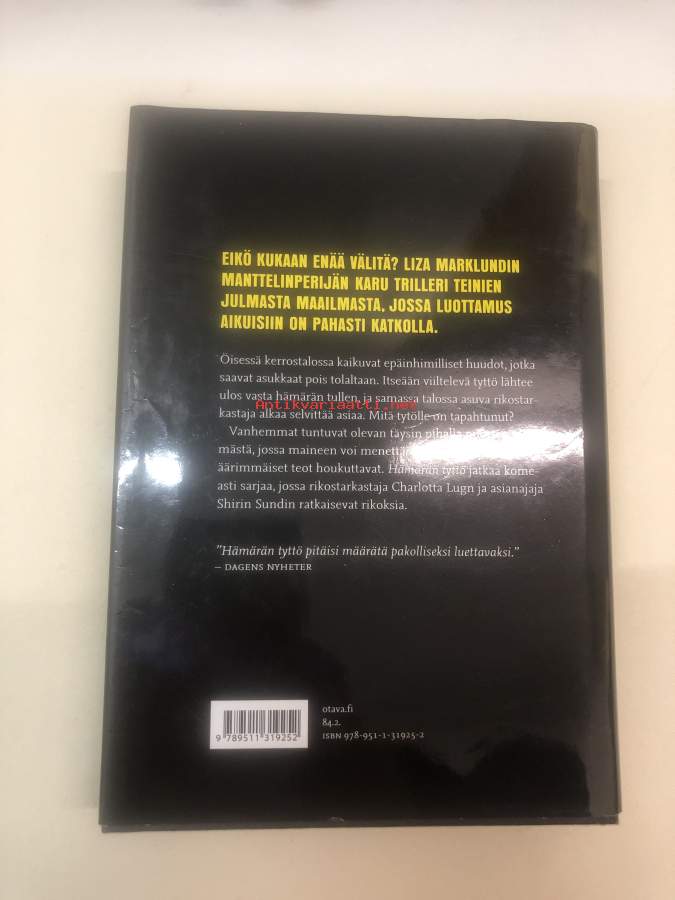 EIKÖ KUKAAN ENÄÄ VÄLITÄ? LIZA MARKLUNDIN
MANTTELINPERIJÄN KARU TRILLERI TEINIEN
JULMASTA MAAILMASTA, JOSSA LUOTTAMUS
AIKUISIIN ON PAHASTI KATKOLLA.
Öisessä kerrostalossa kaikuvat epäinhimilliset huudot, jotka
saavat asukkaat pois tolaltaan. Itseään viiltelevä tyttö lähtee
ulos vasta hämärän tullen, ja samassa talossa asuva rikostar-
Antikvariaatti.net
kastaja alkaa selvittää asiaa. Mitä tytölle on tapahtunut?
Vanhemmat tuntuvat olevan täysin pihalla
mästä, jossa maineen voi menettää
äärimmäiset teot houkuttavat. Hämärän tyttö jatkaa kome-
asti sarjaa, jossa rikostarkastaja Charlotta Lugn ja asianajaja
Shirin Sundin ratkaisevat rikoksia.
"Hämärän tyttö pitäisi määrätä pakolliseksi luettavaksi."
– DAGENS NYHETER
otava.fi
84.2.
ISBN 978-951-1-31925-2
9 789511 319252